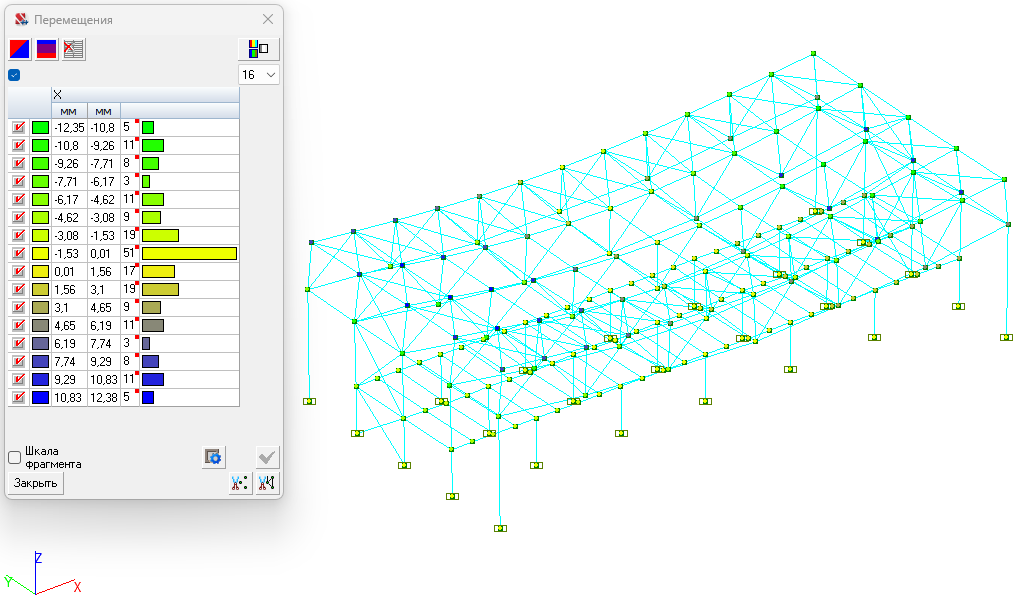 Перемещения
16
X
мм мм
-12,35 -10,8 5
-10,8 -9,26 11
-9,26 -7,71 8
-7,71 -6,17 3
-6,17 -4,62 11
-4,62 -3,08 9
-3,08 -1,53 19
-1,53 0,01 51
0,01 1,56 17
1,56 3,1 19
3,1 4,65 9
4,65 6,19 11
6,19 7,74 3
7,74 9,29 8
9,29 10,83 11
10,83 12,38 5
Шкала
фрагмента
Закрыть
Z
Y
X